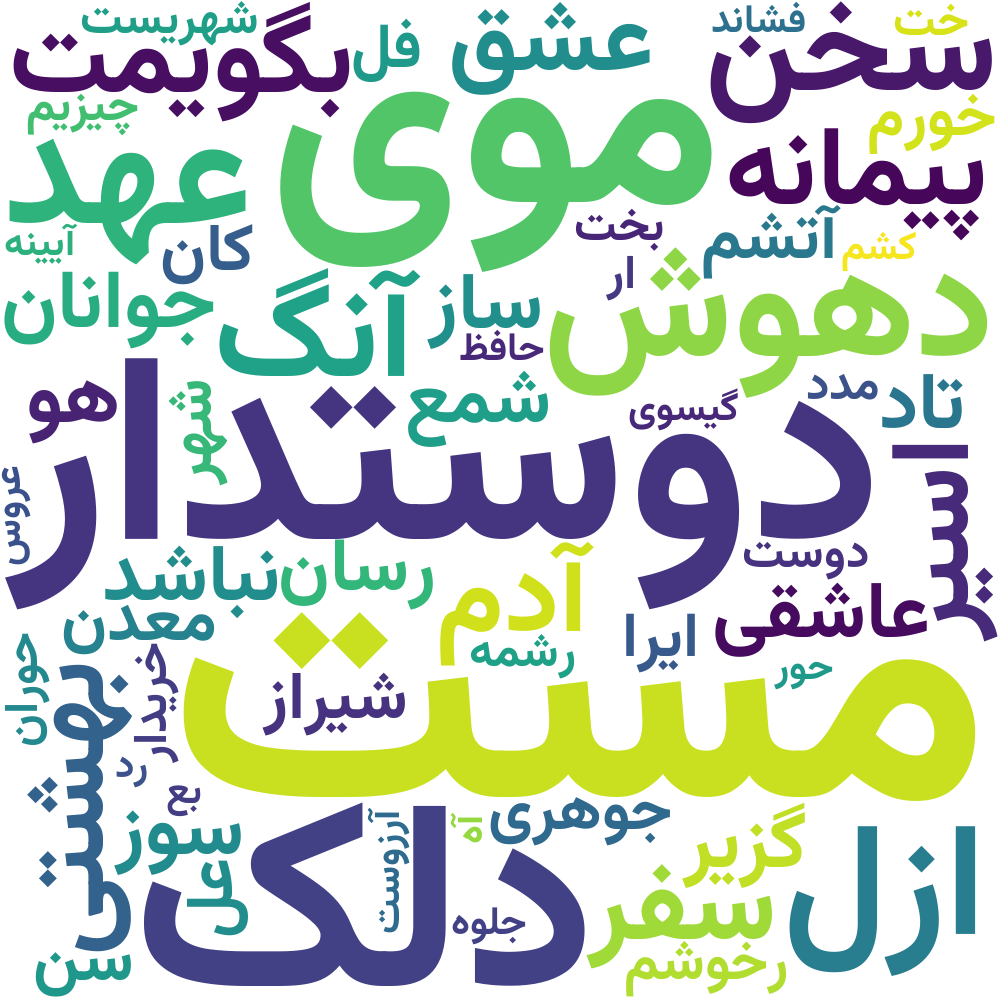 سخن
خت
فشاند
عشق
فل
شهریست
بگویمت
چیزیم
خورم
پیمانه
موی
عهد
آیینه
کان
بخت
آتشم
کشم
ار
دهوش
جوانان
آنگ
ساز
حافظ
شمع
شهر
هو
گیسوی
مدد
تاد
اسیر
دوستدار
عروس
دوست
نباشد
رسان
آدم
عاشقی
معدن
رشمه
ایرا
حور
حوران
خریدار
شیراز
مست
رد
بهشتی
بع
سوز
عل
سن
دلک
آرزوست
آه
جوهری
جلوه
گزیر
سفر
رخوشم
ازل